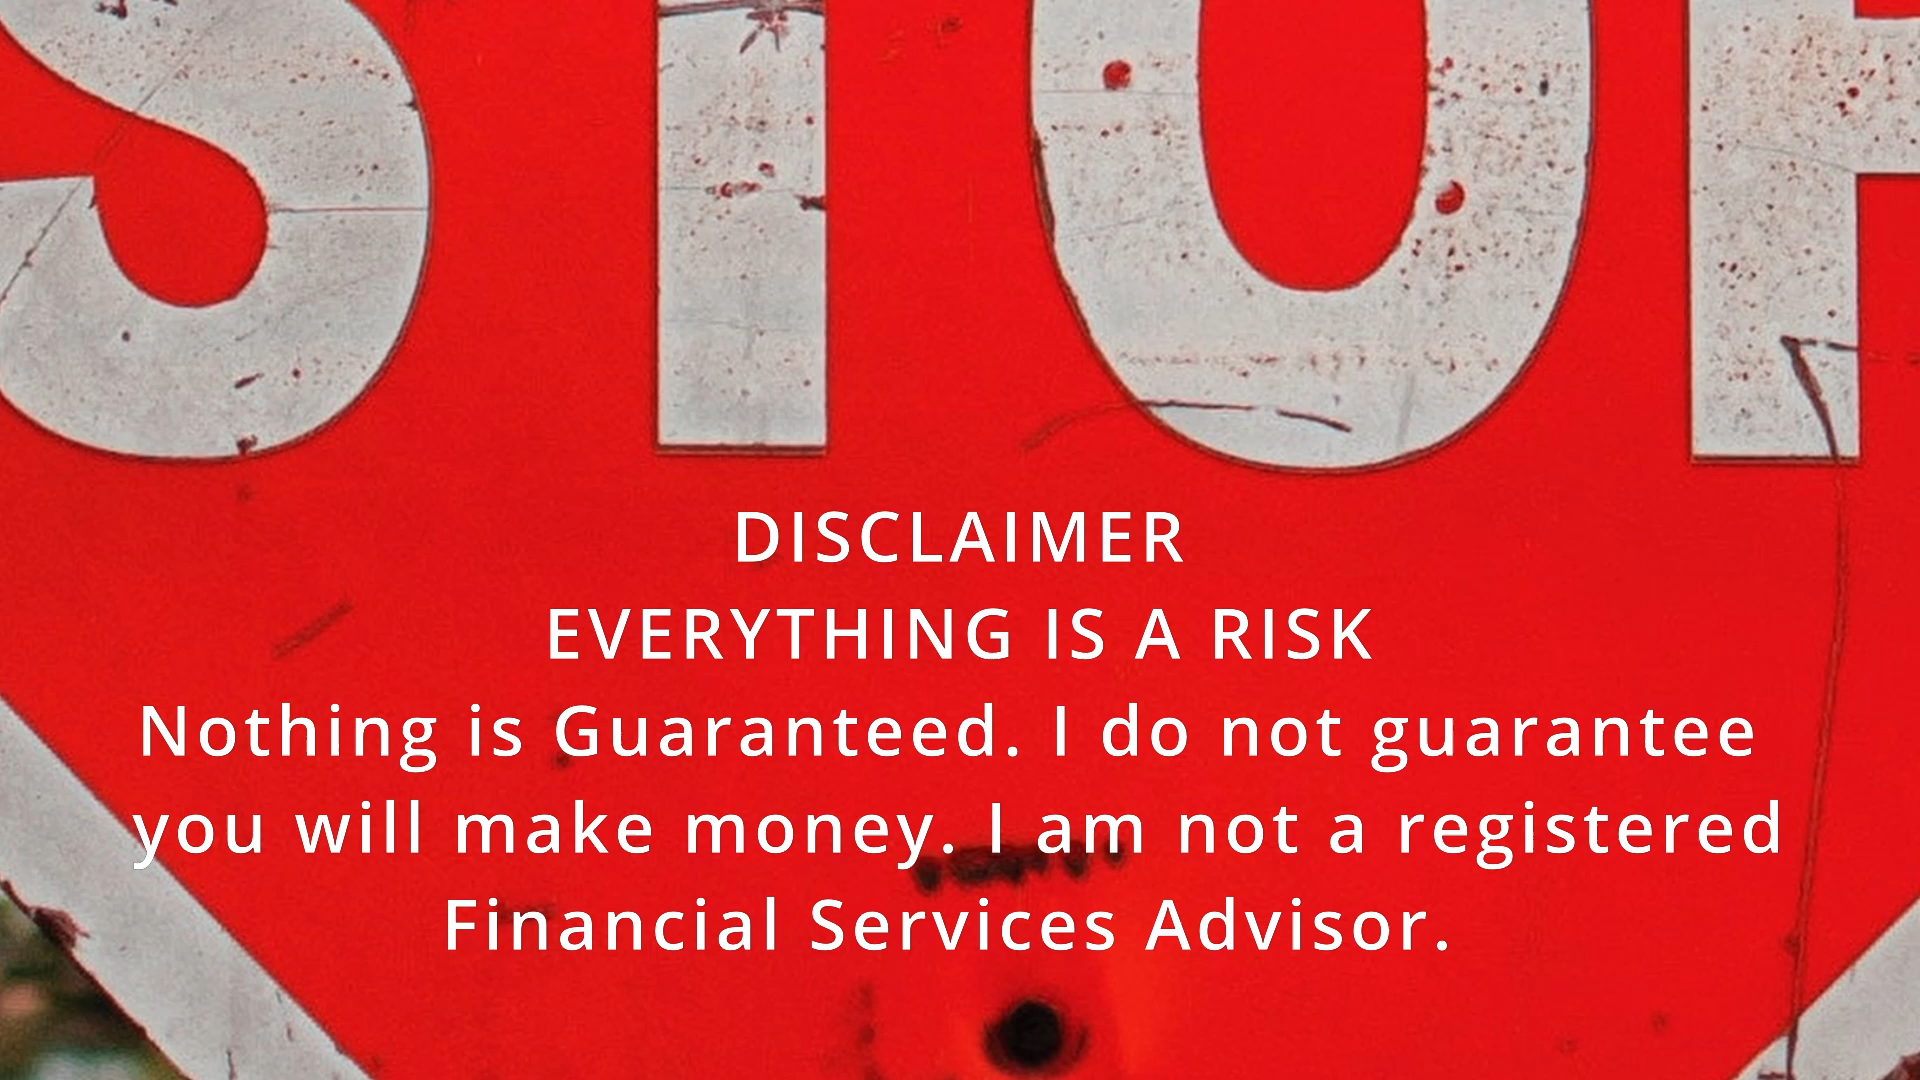 STOP
DISCLAIMER
EVERYTHING IS A RISK
Nothing is Guaranteed. I do not guarantee
you will make money. I am not a registered
Financial Services Advisor.